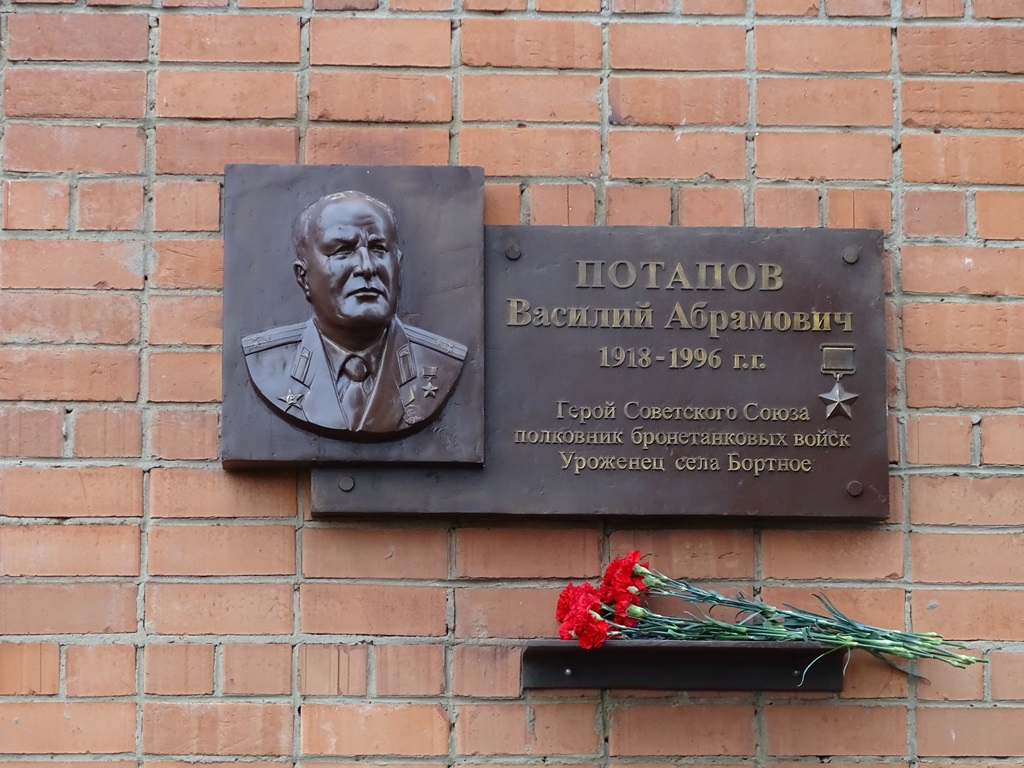 ПОТАПОВ
Василий Абрамович
1918-1996 г.г.
Герой Советского Союза
полковник бронетанковых войск
Уроженец села Бортное